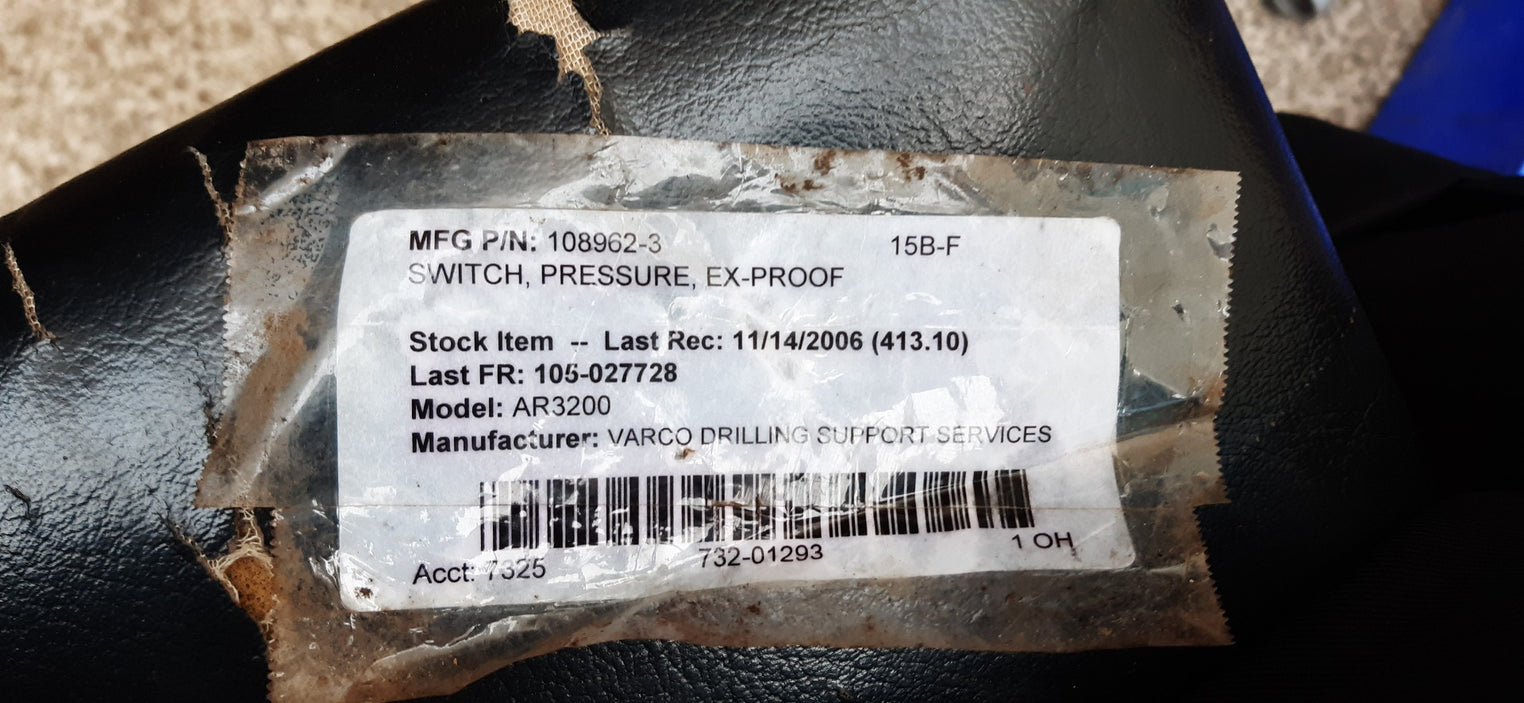 MFG P/N: 108962-3 15B-F
SWITCH, PRESSURE, EX-PROOF
Stock Item -- Last Rec: 11/14/2006 (413.10)
Last FR: 105-027728
Model: AR3200
Manufacturer: VARCO DRILLING SUPPORT SERVICES
Acct: 7325 732-01293 1 OH